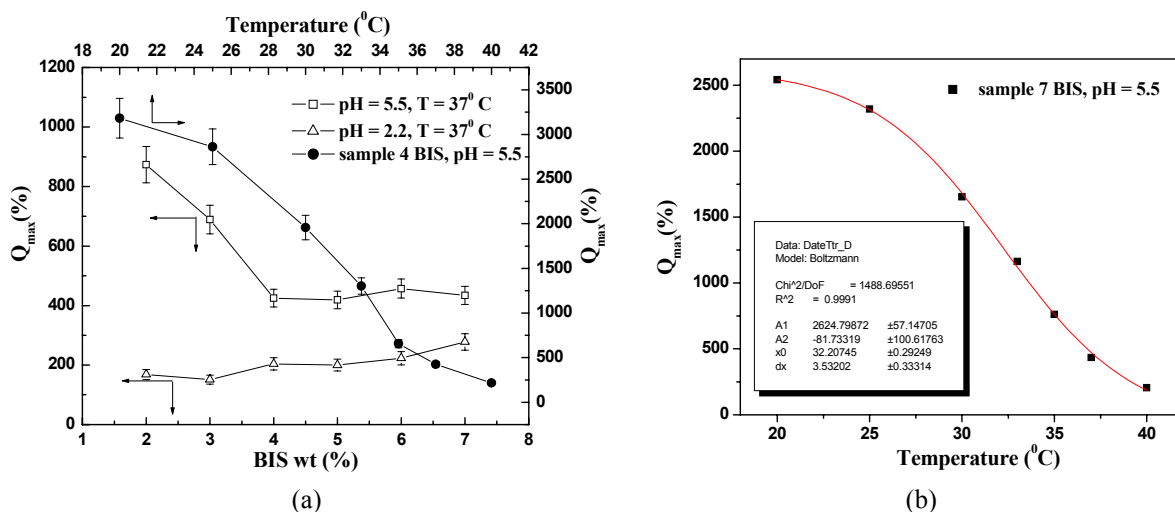 Temperature (⁰C)
18 20 22 24 26 28 30 32 34 36 38 40 42
1200
1000
800
600
400
200
0
Q_max(%)
pH = 5.5, T = 37⁰ C
pH = 2.2, T = 37⁰ C
sample 4 BIS, pH = 5.5
3500
3000
2500
2000
1500
1000
500
0
Q_max(%)
1 2 3 4 5 6 7 8
BIS wt (%)
(a)
2500
2000
1500
1000
500
0
Q_max(%)
sample 7 BIS, pH = 5.5
Data: DateTtr_D
Model: Boltzmann
Chi^2/DoF = 1488.69551
R^2 = 0.9991
A1 2624.79872 ±57.14705
A2 -81.73319 ±100.61763
x0 32.20745 ±0.29249
dx 3.53202 ±0.33314
20 25 30 35 40
Temperature (⁰C)
(b)